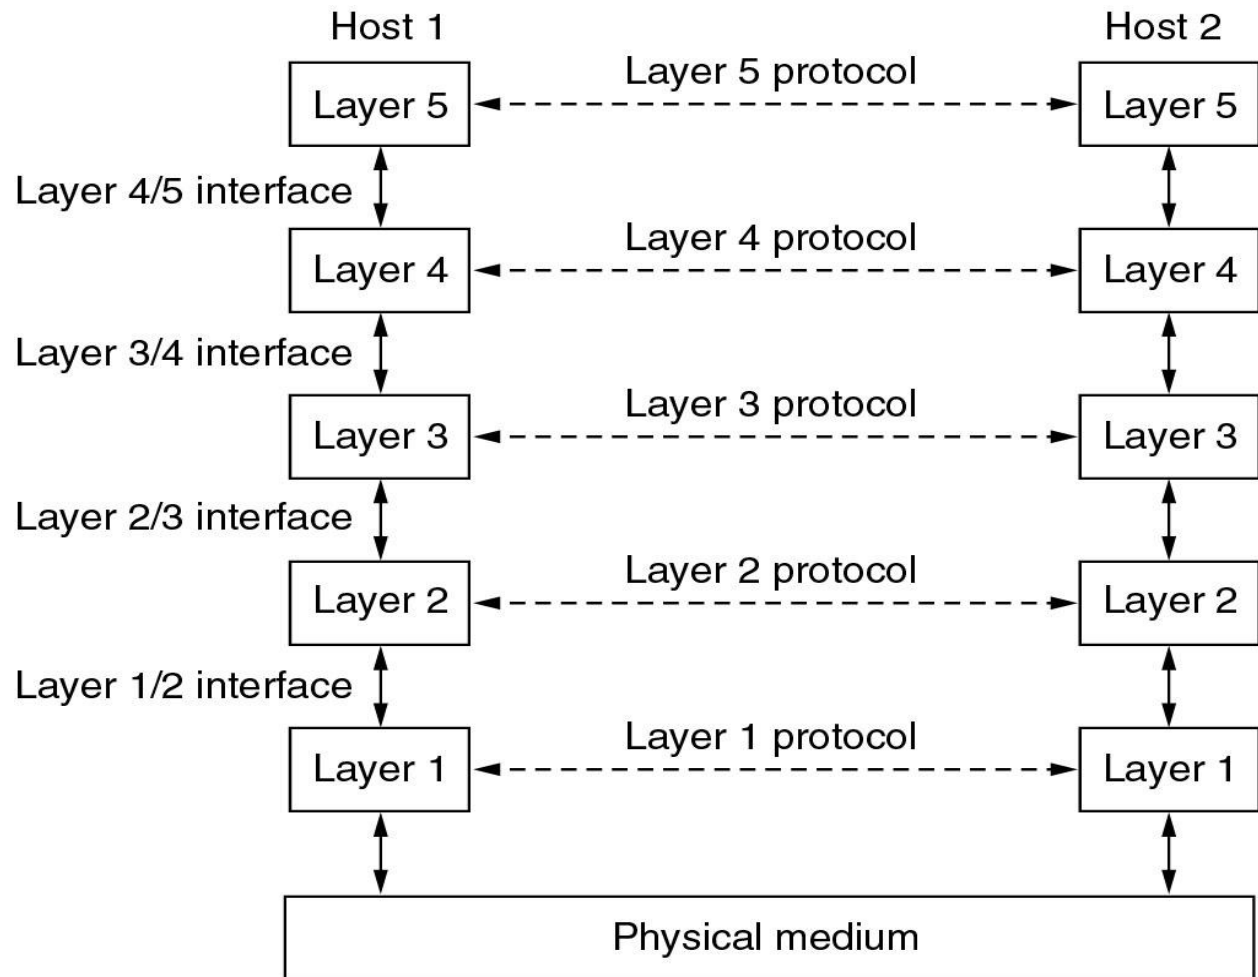 Host 1
Host 2
Layer 5 protocol
Layer 5
Layer 5
Layer 4/5 interface
Layer 4 protocol
Layer 4
Layer 4
Layer 3/4 interface
Layer 3 protocol
Layer 3
Layer 3
Layer 2/3 interface
Layer 2 protocol
Layer 2
Layer 2
Layer 1/2 interface
Layer 1 protocol
Layer 1
Layer 1
Physical medium